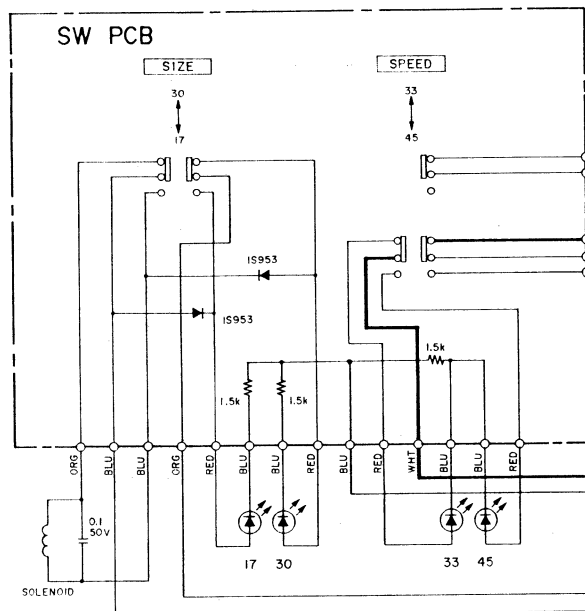 SW PCB
SIZE
SPEED
30
33
17
45
1S953
1S953
1.5k
1.5k
1.5k
ORG
BLU
BLU
ORG
RED
BLU
BLU
RED
BLU
RED
WHT
BLU
BLU
RED
0.1
50V
17
30
33
45
SOLENOID